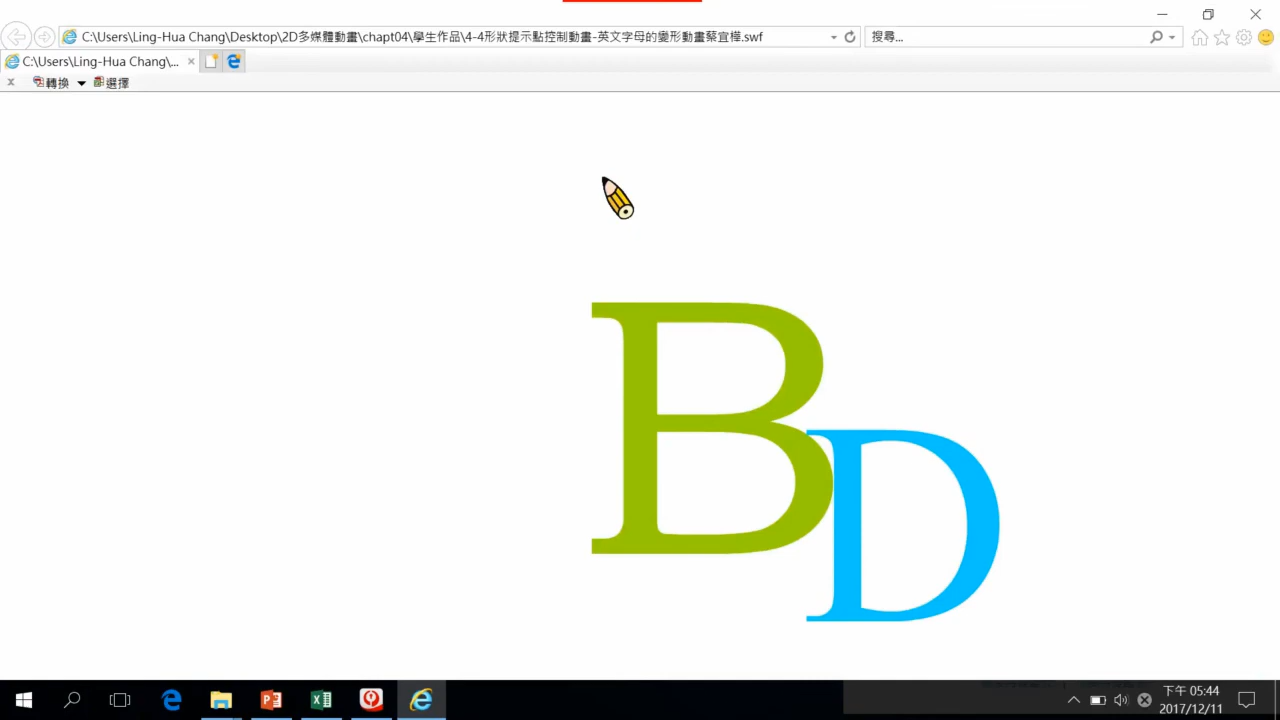 C:\Users\Ling-Hua Chang\Desktop\2D多媒體動畫\chapt04\學生作品\4-4形狀提示點控制動畫-英文字母的變形動畫蔡宜樺.swf
搜尋...
C:\Users\Ling-Hua Chang\...
轉換 選擇
B
D
下午 05:44
2017/12/11